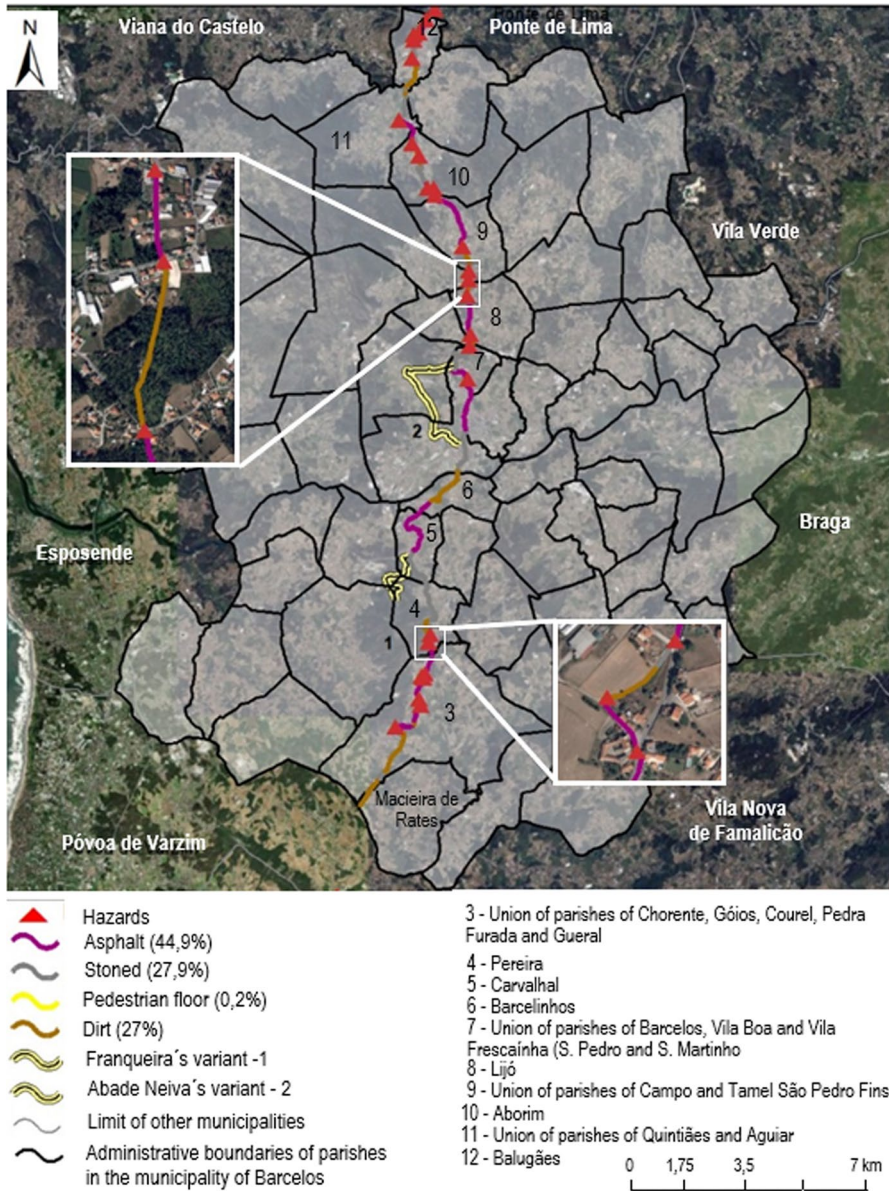 Ponte de Lima
N
Viana do Castelo
Ponte de Lima
12
11
10
9
Vila Verde
8
7
2
6
5
Braga
Esposende
4
1
3
Macieira de
Rates
Vila Nova
de Famalicão
Póvoa de Varzim
Hazards
Asphalt (44,9%)
Stoned (27,9%)
Pedestrian floor (0,2%)
Dirt (27%)
Franqueira´s variant -1
Abade Neiva´s variant - 2
Limit of other municipalities
Administrative boundaries of parishes
in the municipality of Barcelos
3 - Union of parishes of Chorente, Góios, Courel, Pedra
Furada and Gueral
4 - Pereira
5 - Carvalhal
6 - Barcelinhos
7 - Union of parishes of Barcelos, Vila Boa and Vila
Frescaínha (S. Pedro and S. Martinho
8 - Lijó
9 - Union of parishes of Campo and Tamel São Pedro Fins
10 - Aborim
11 - Union of parishes of Quintiães and Aguiar
12 - Balugães
0 1,75 3,5 7 km